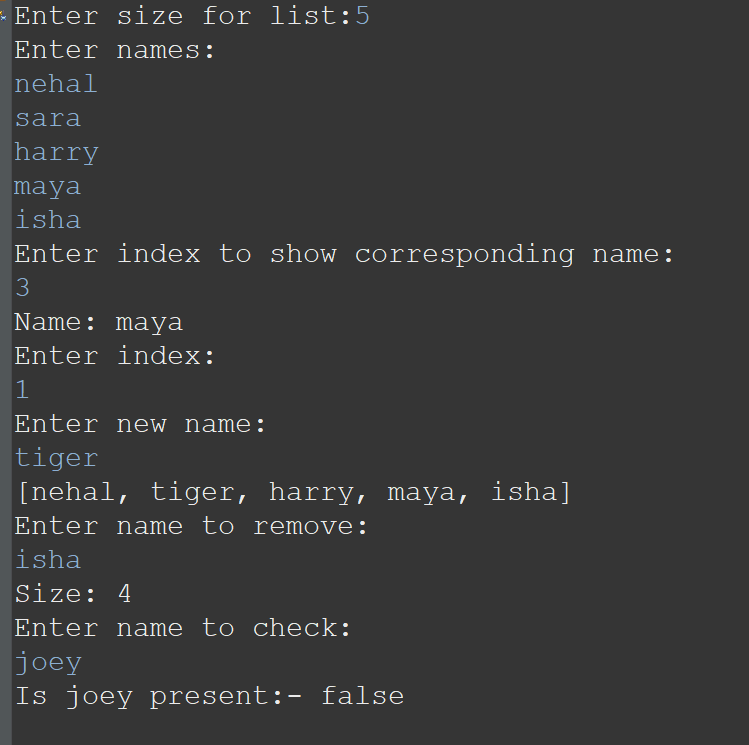 Enter size for list:5
Enter names:
nehal
sara
harry
maya
isha
Enter index to show corresponding name:
3
Name: maya
Enter index:
1
Enter new name:
tiger
[nehal, tiger, harry, maya, isha]
Enter name to remove:
isha
Size: 4
Enter name to check:
joey
Is joey present:- false